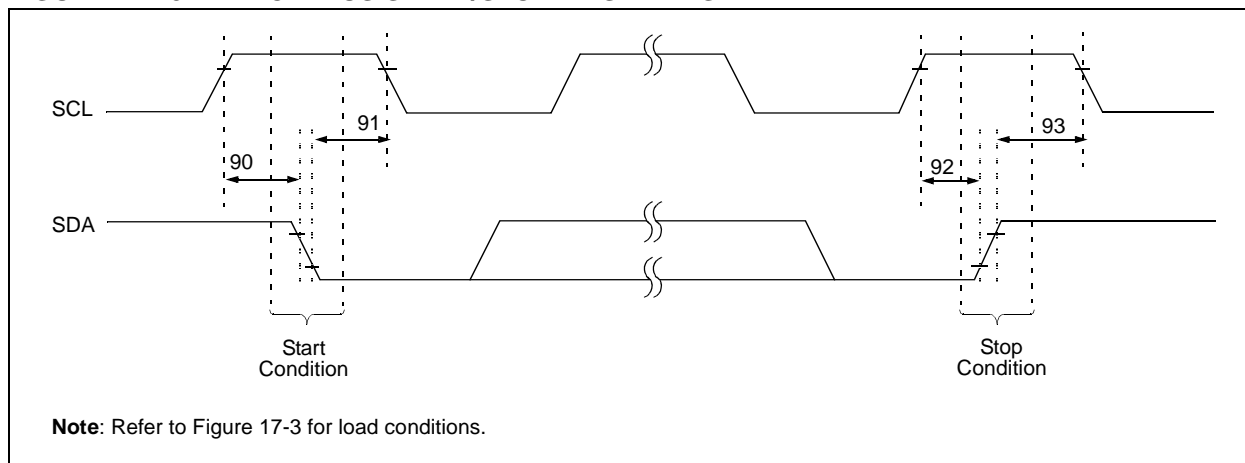 SCL
91
93
90
92
SDA
Start
Condition
Stop
Condition
Note: Refer to Figure 17-3 for load conditions.